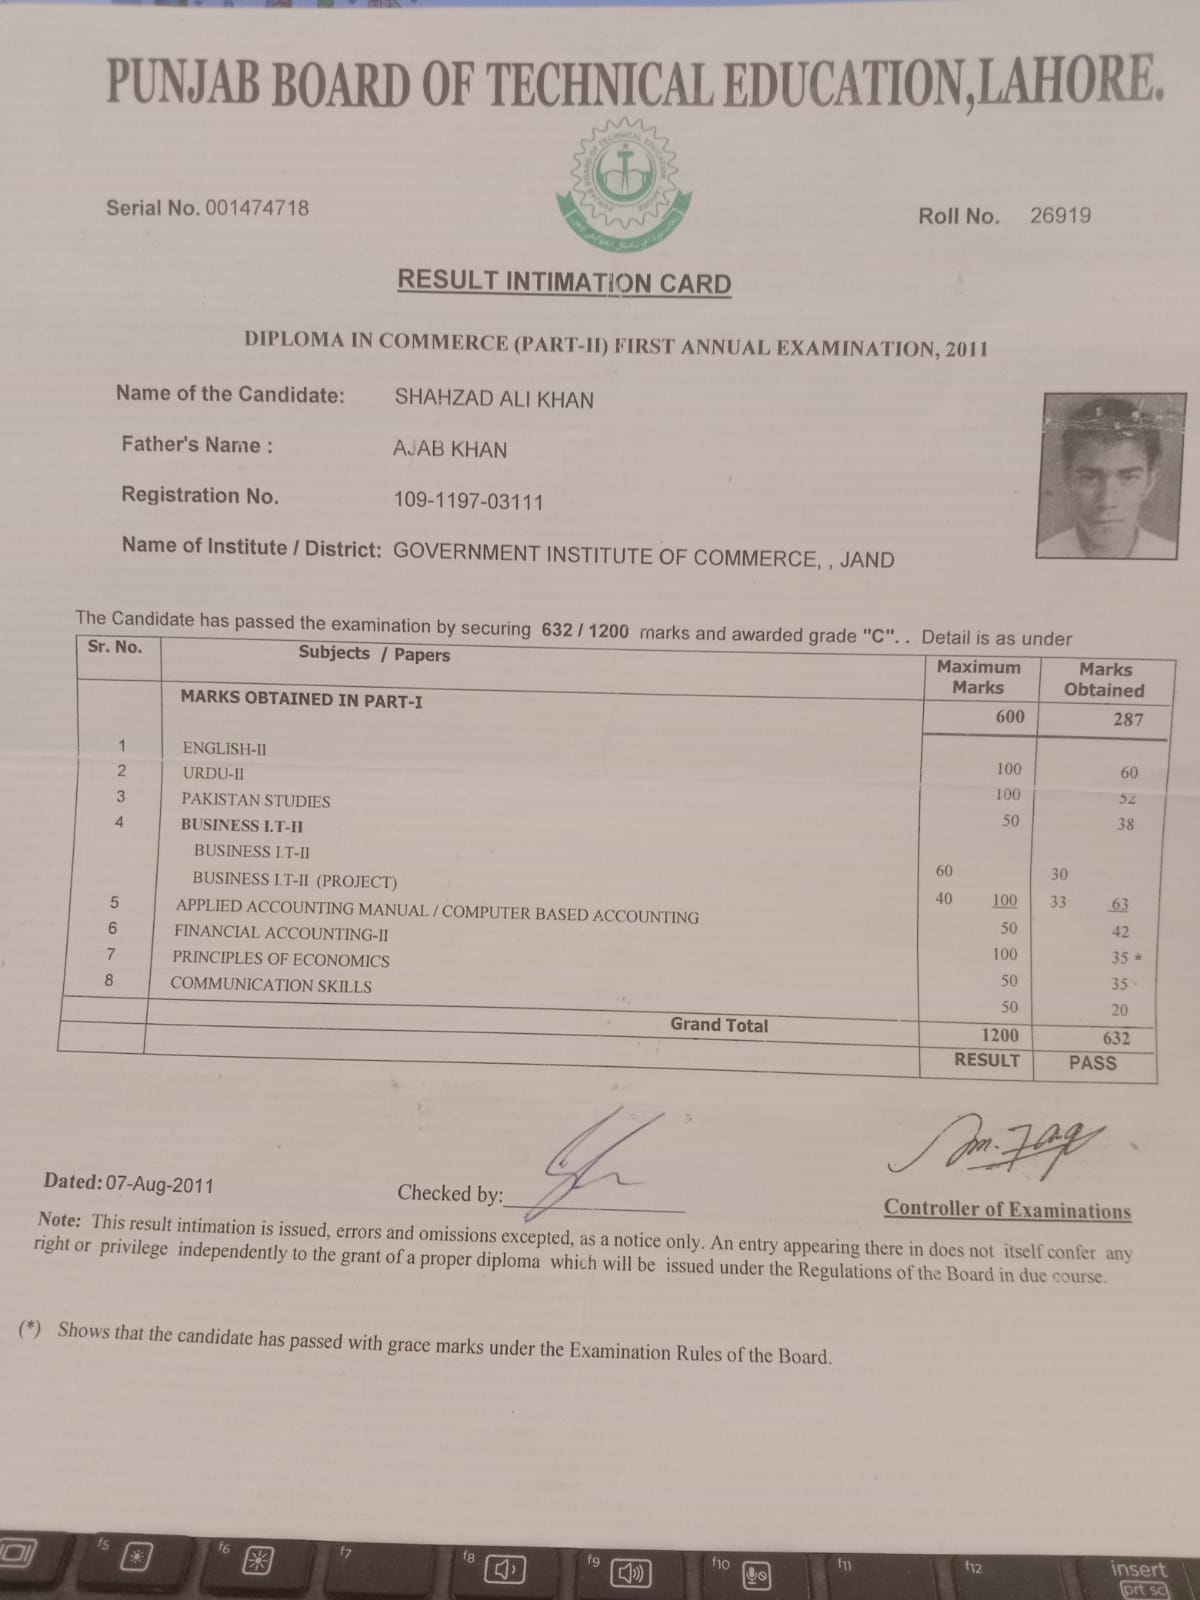 PUNJAB BOARD OF TECHNICAL EDUCATION,LAHORE.
Serial No. 001474718
Roll No. 26919
RESULT INTIMATION CARD
DIPLOMA IN COMMERCE (PART-II) FIRST ANNUAL EXAMINATION, 2011
Name of the Candidate: SHAHZAD ALI KHAN
Father's Name : AJAB KHAN
Registration No. 109-1197-03111
Name of Institute / District: GOVERNMENT INSTITUTE OF COMMERCE, , JAND
The Candidate has passed the examination by securing 632 / 1200 marks and awarded grade "C". . Detail is as under
Sr. No. Subjects / Papers Maximum Marks Marks Obtained
MARKS OBTAINED IN PART-I 600 287
1 ENGLISH-II 100 60
2 URDU-II 100 52
3 PAKISTAN STUDIES 50 38
4 BUSINESS I.T-II
BUSINESS I.T-II 60 30
BUSINESS I.T-II (PROJECT) 40 100 33 63
5 APPLIED ACCOUNTING MANUAL / COMPUTER BASED ACCOUNTING 50 42
6 FINANCIAL ACCOUNTING-II 100 35 *
7 PRINCIPLES OF ECONOMICS 50 35
8 COMMUNICATION SKILLS 50 20
Grand Total 1200 632
RESULT PASS
Dated: 07-Aug-2011
Checked by:
Controller of Examinations
Note: This result intimation is issued, errors and omissions excepted, as a notice only. An entry appearing there in does not itself confer any
right or privilege independently to the grant of a proper diploma which will be issued under the Regulations of the Board in due course.
(*) Shows that the candidate has passed with grace marks under the Examination Rules of the Board.
f5 f6 f7 f8 f9 f10 f11 f12 insert
prt sc